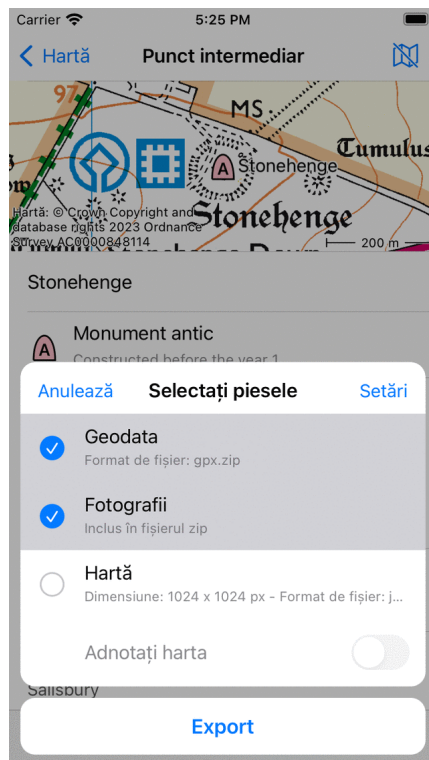 Carrier 5:25 PM
Hartă Punct intermediar
97
MS.
Tumulus
A Stonehenge
Stonehenge
Hartă: © Crown Copyright and
database rights 2023 Ordnance
Survey AC0000848114
200 m
Stonehenge Down
Stonehenge
A Monument antic
Constructed before the year 1
Anulează Selectați piesele Setări
Geodata
Format de fișier: gpx.zip
Fotografii
Inclus în fișierul zip
Hartă
Dimensiune: 1024 x 1024 px - Format de fișier: j...
Adnotați harta
Salisbury
Export